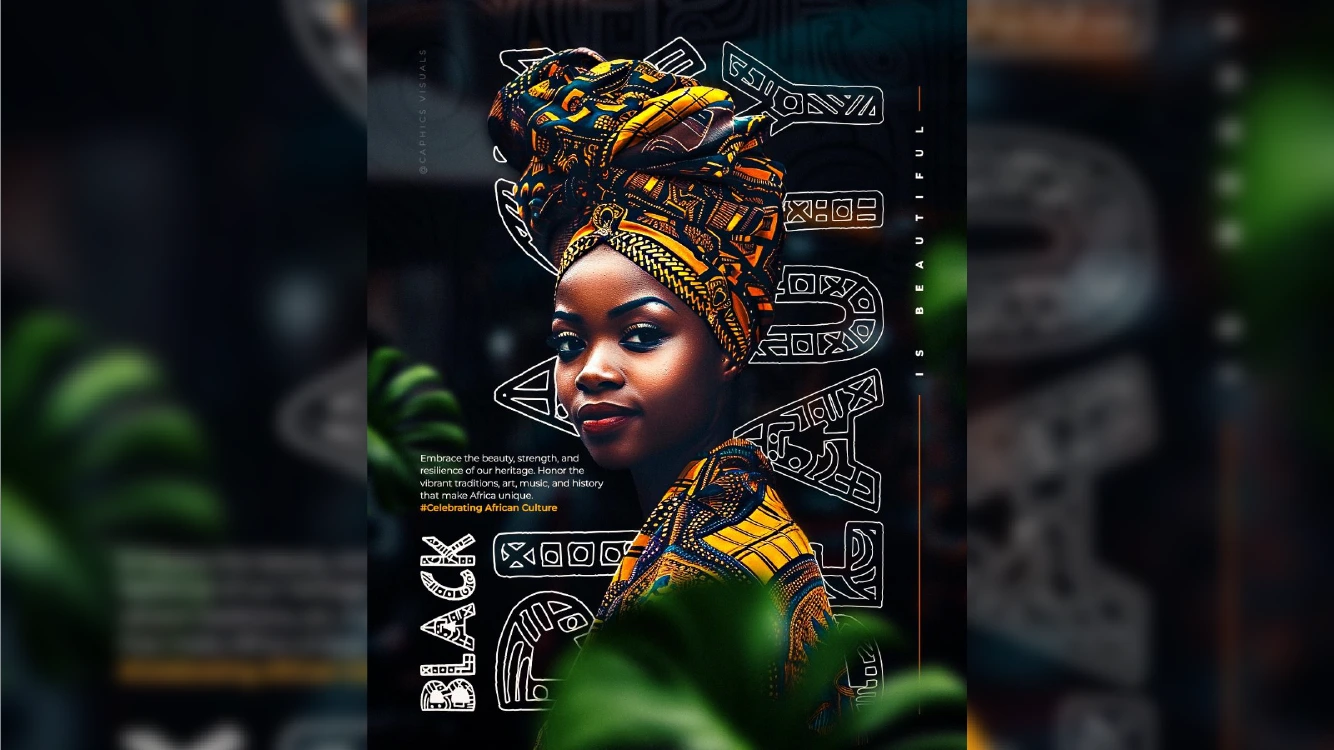 @CAPHICS VISUALS
BLACK
BEAUTY
IS BEAUTIFUL
Embrace the beauty, strength, and
resilience of our heritage. Honor the
vibrant traditions, art, music, and history
that make Africa unique.
#Celebrating African Culture
BLACK